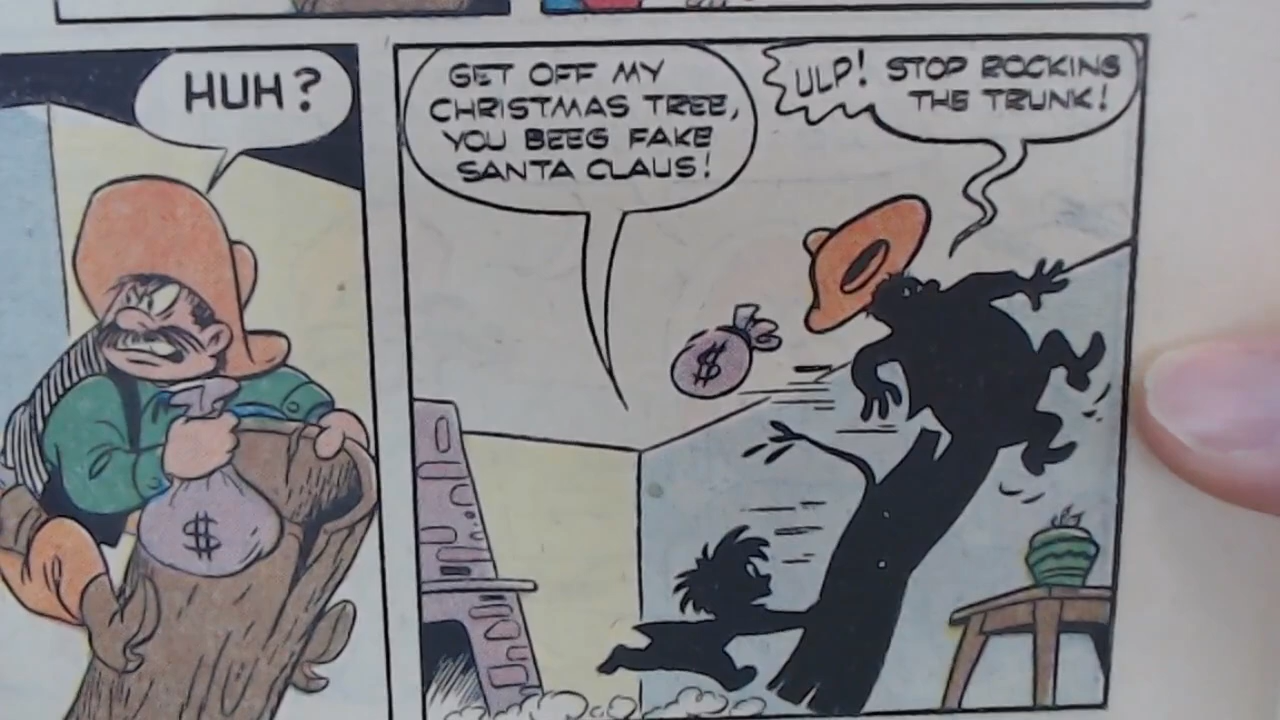 HUH?
GET OFF MY
CHRISTMAS TREE,
YOU BEEG FAKE
SANTA CLAUS!
ULP! STOP ROCKING
THE TRUNK!
$
$